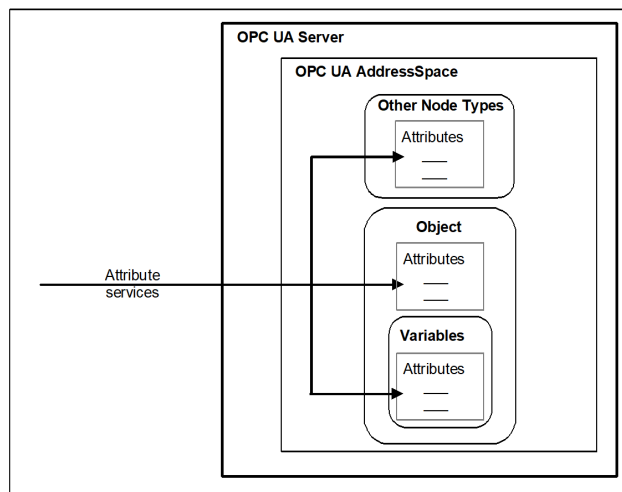 OPC UA Server
OPC UA AddressSpace
Other Node Types
Attributes
Object
Attributes
Attribute
services
Variables
Attributes